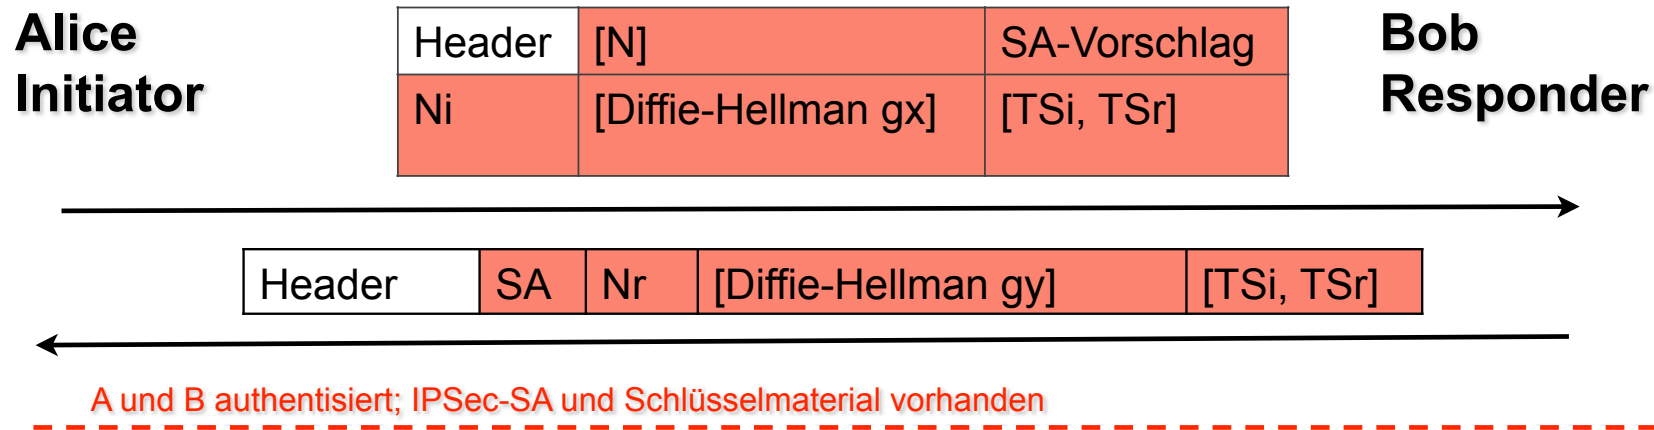 Alice
Initiator
Header [N] SA-Vorschlag
Ni [Diffie-Hellman gx] [TSi, TSr]
Bob
Responder
Header SA Nr [Diffie-Hellman gy] [TSi, TSr]
A und B authentisiert; IPSec-SA und Schlüsselmaterial vorhanden